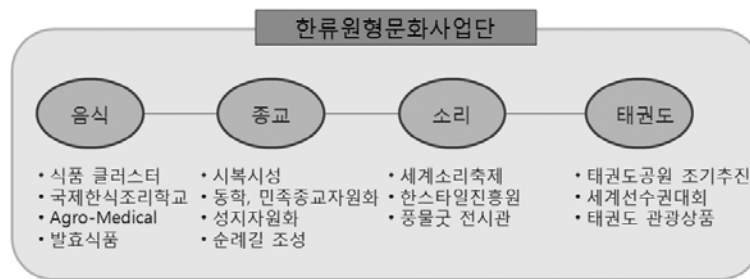 한류원형문화사업단
음식
종교
소리
태권도
• 식품 클러스터
• 국제한식조리학교
• Agro-Medical
• 발효식품
• 시복시성
• 동학, 민족종교자원화
• 성지자원화
• 순례길 조성
• 세계소리축제
• 한스타일진흥원
• 풍물굿 전시관
• 태권도공원 조기추진
• 세계선수권대회
• 태권도 관광상품